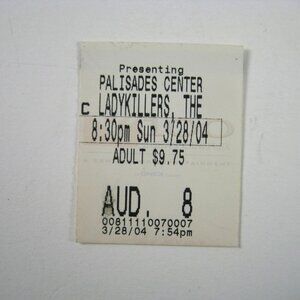 Presenting
PALISADES CENTER
C LADYKILLERS, THE
8:30pm Sun 3/28/04
ADULT $9.75
AUD. 8
00811110070007
3/28/04 7:54pm